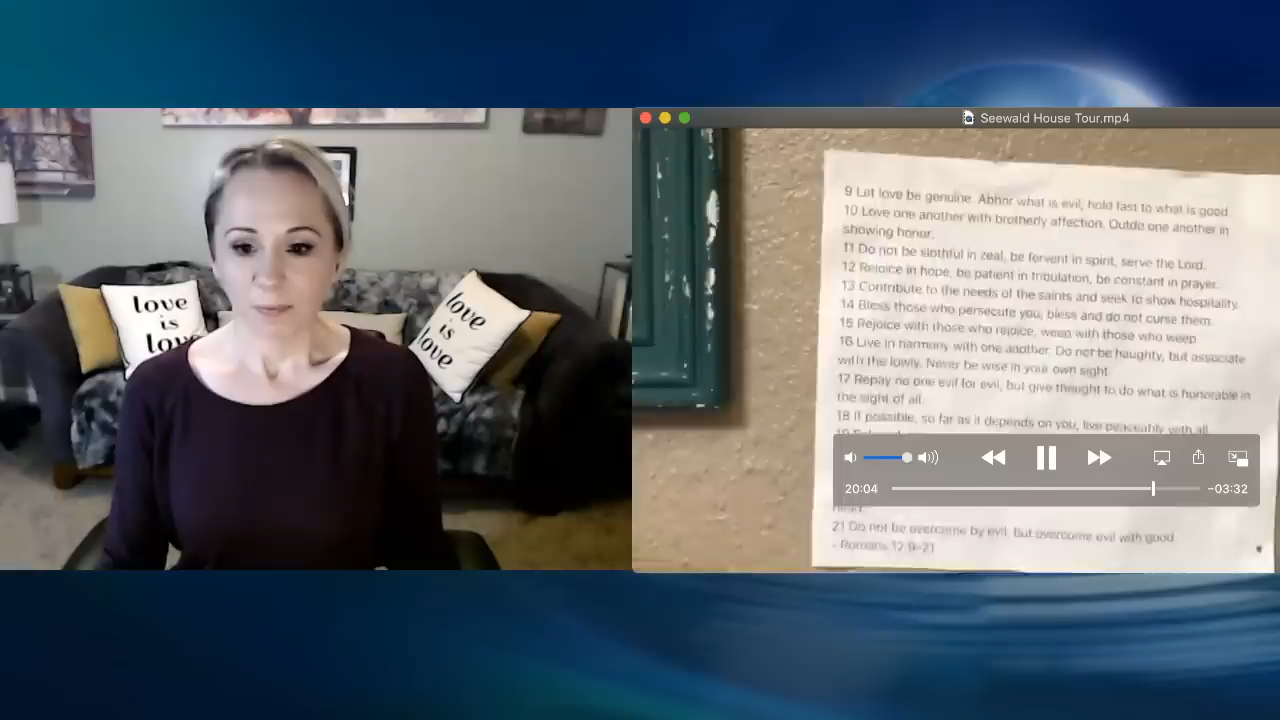 love
is
love
love
is
love
Seewald House Tour.mp4
9 Let love be genuine. Abhor what is evil, hold fast to what is good
10 Love one another with brotherly affection. Outdo one another in
showing honor.
11 Do not be slothful in zeal, be fervent in spirit, serve the Lord.
12 Rejoice in hope, be patient in tribulation, be constant in prayer.
13 Contribute to the needs of the saints and seek to show hospitality.
14 Bless those who persecute you, bless and do not curse them.
15 Rejoice with those who rejoice, weep with those who weep
16 Live in harmony with one another. Do not be haughty, but associate
with the lowly. Never be wise in your own sight
17 Repay no one evil for evil, but give thought to do what is honorable in
the sight of all.
18 If possible, so far as it depends on you, live peaceably with all
20:04
-03:32
21 Do not be overcome by evil, but overcome evil with good
- Romans 12:9-21